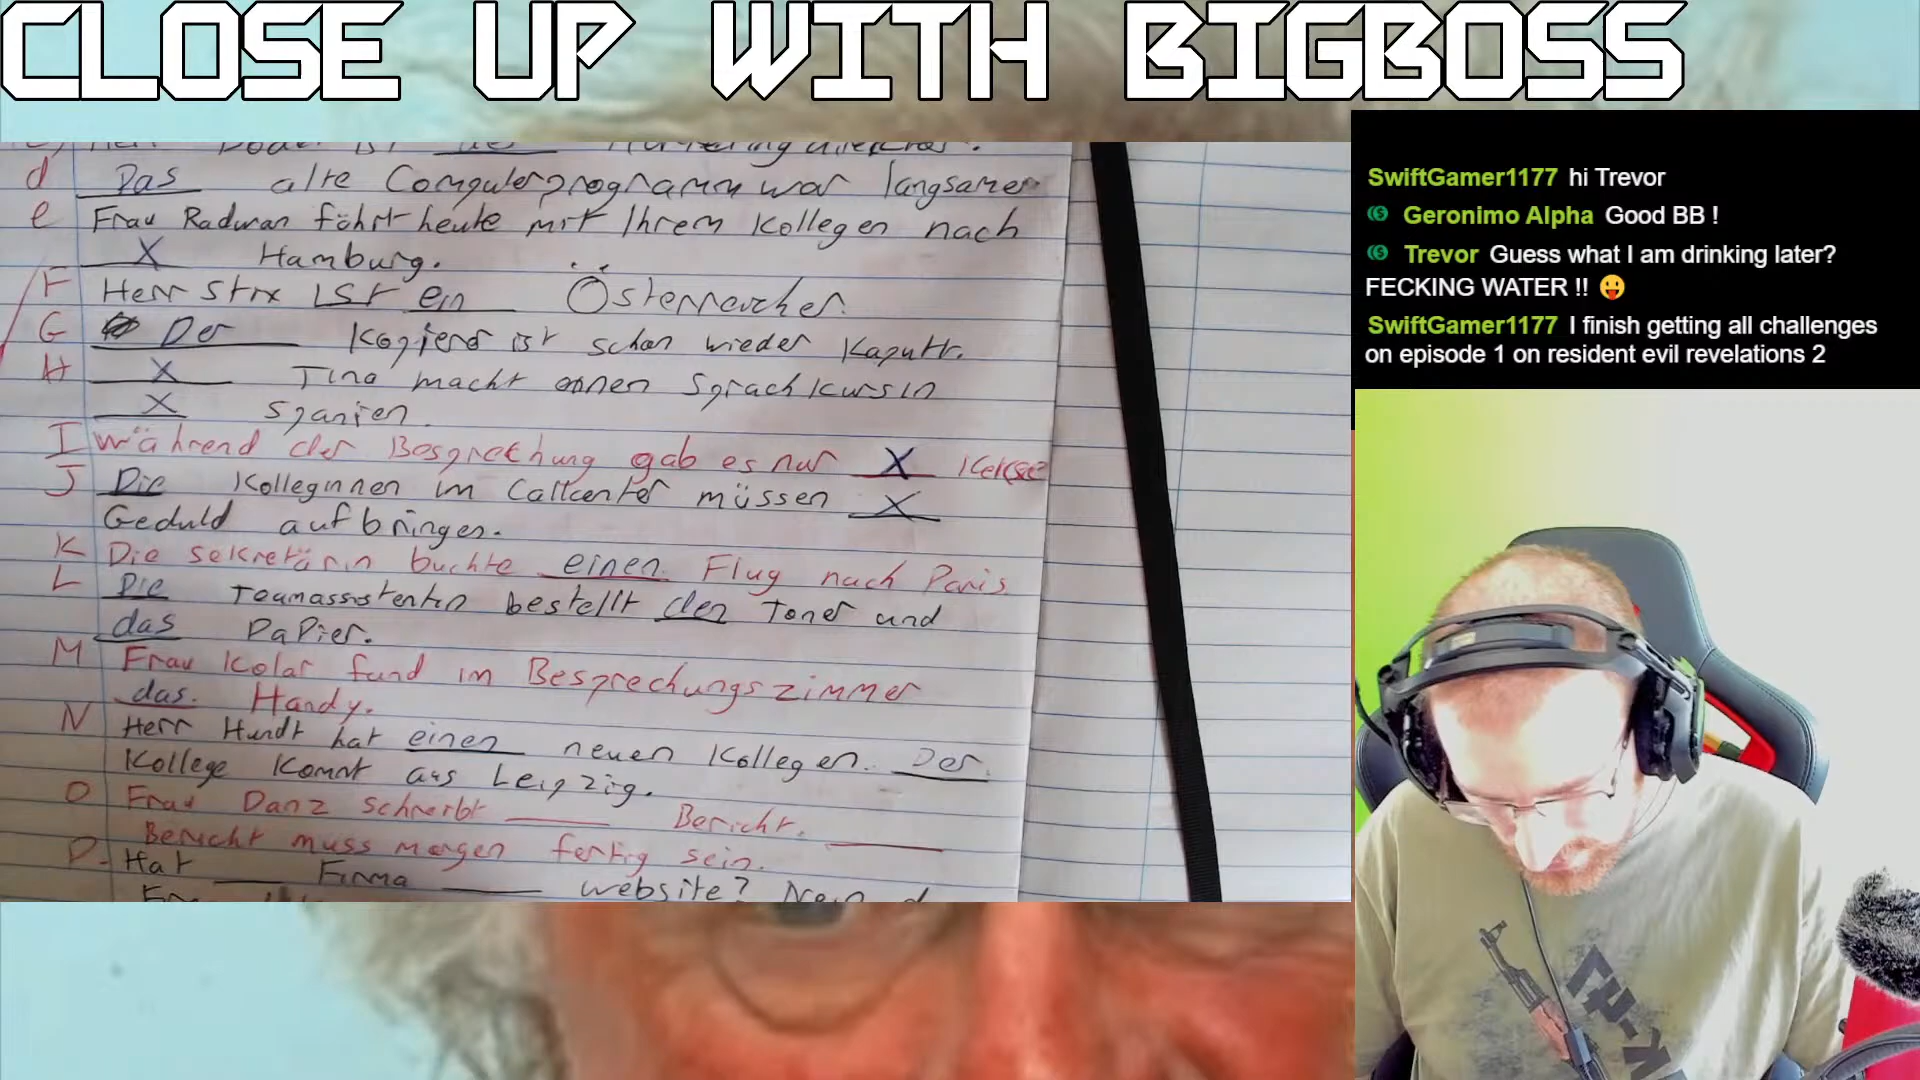 CLOSE UP WITH BIGBOSS
d Das alte Computerprogramm war langsamer
e Frau Radwan fährt heute mit Ihrem Kollegen nach
X Hamburg.
F Herr Strx ist ein Österreicher.
G Der Kopierer ist schon wieder Kaputt.
H X Tina macht einen Sprachkurs in
X Spanien.
I Während der Besprechung gab es nur X Kekse
J Die Kolleginnen im Callcenter müssen X
Geduld aufbringen.
K Die Sekretärin buchte einen Flug nach Paris
L Die Teamassistentin bestellt den Toner und
das Papier.
M Frau Kolar fand im Besprechungszimmer
das. Handy.
N Herr Hundt hat einen neuen Kollegen. Der.
Kollege kommt aus Leipzig.
O Frau Danz schreibt ____ Bericht. ____
Bericht muss morgen fertig sein.
P. Hat ____ Firma ____ website? Nein d
SwiftGamer1177 hi Trevor
Geronimo Alpha Good BB !
Trevor Guess what I am drinking later?
FECKING WATER !! 😛
SwiftGamer1177 I finish getting all challenges
on episode 1 on resident evil revelations 2